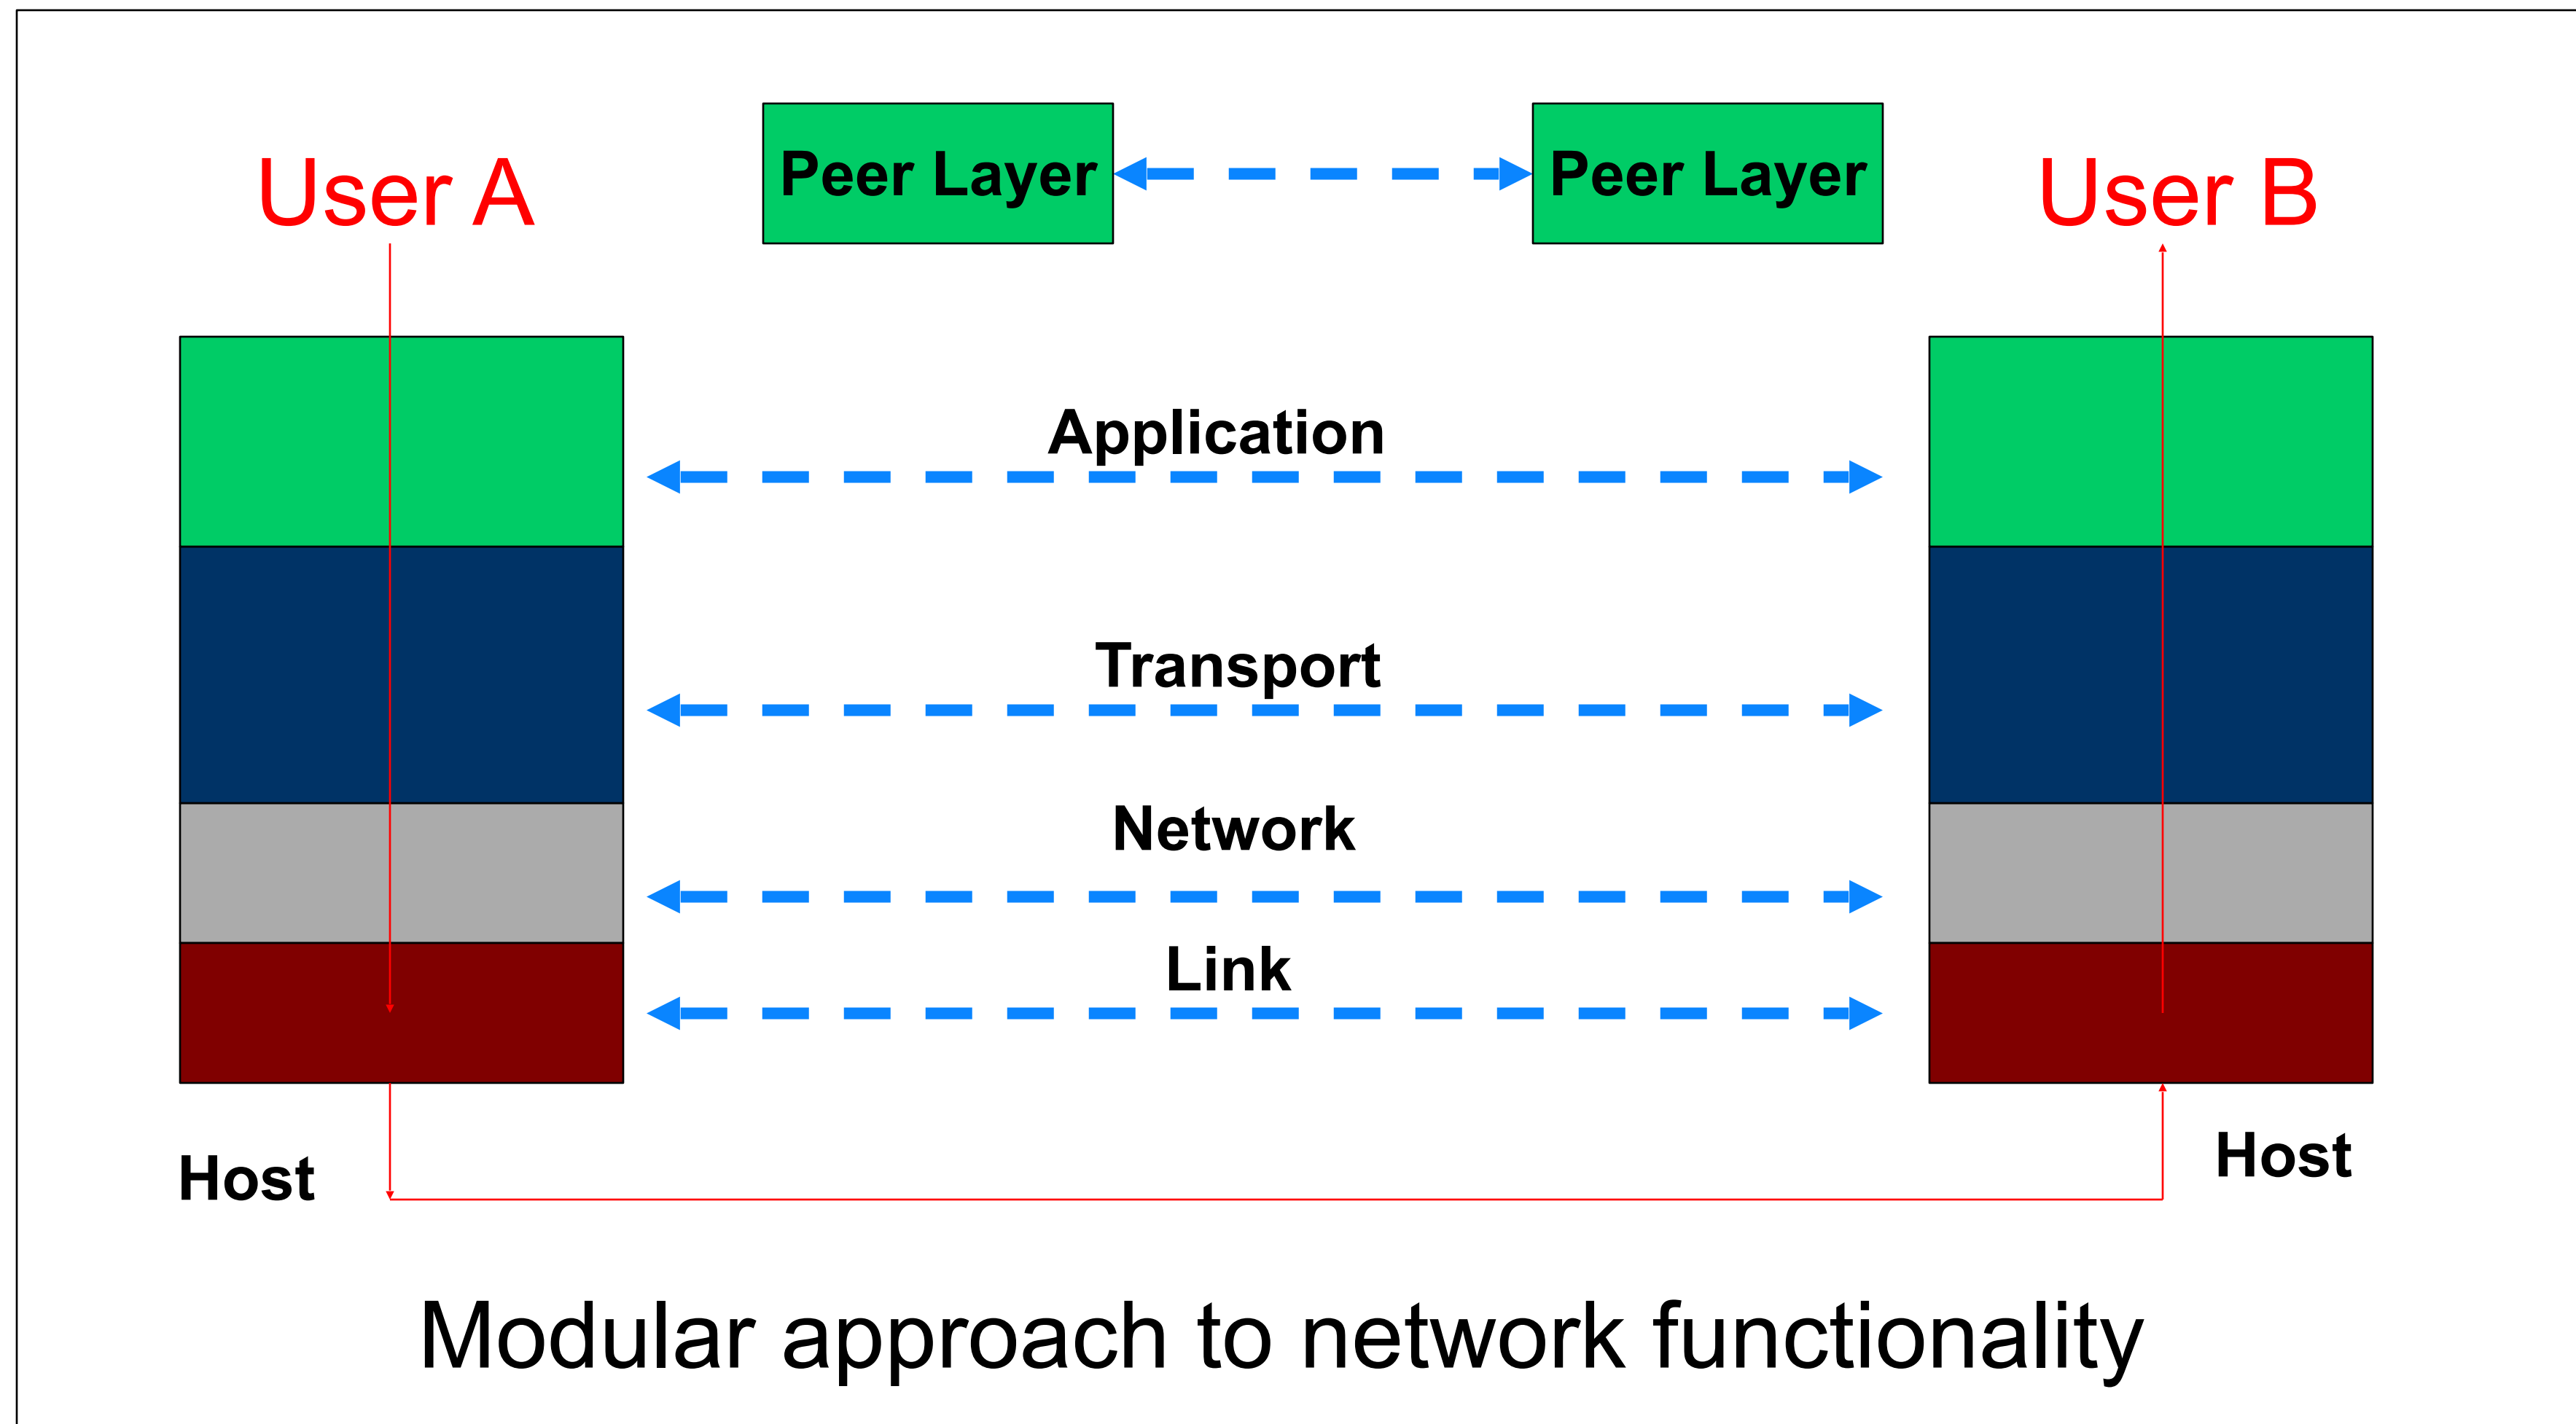 Peer Layer
Peer Layer
User A
User B
Application
Transport
Network
Link
Host
Host
Modular approach to network functionality